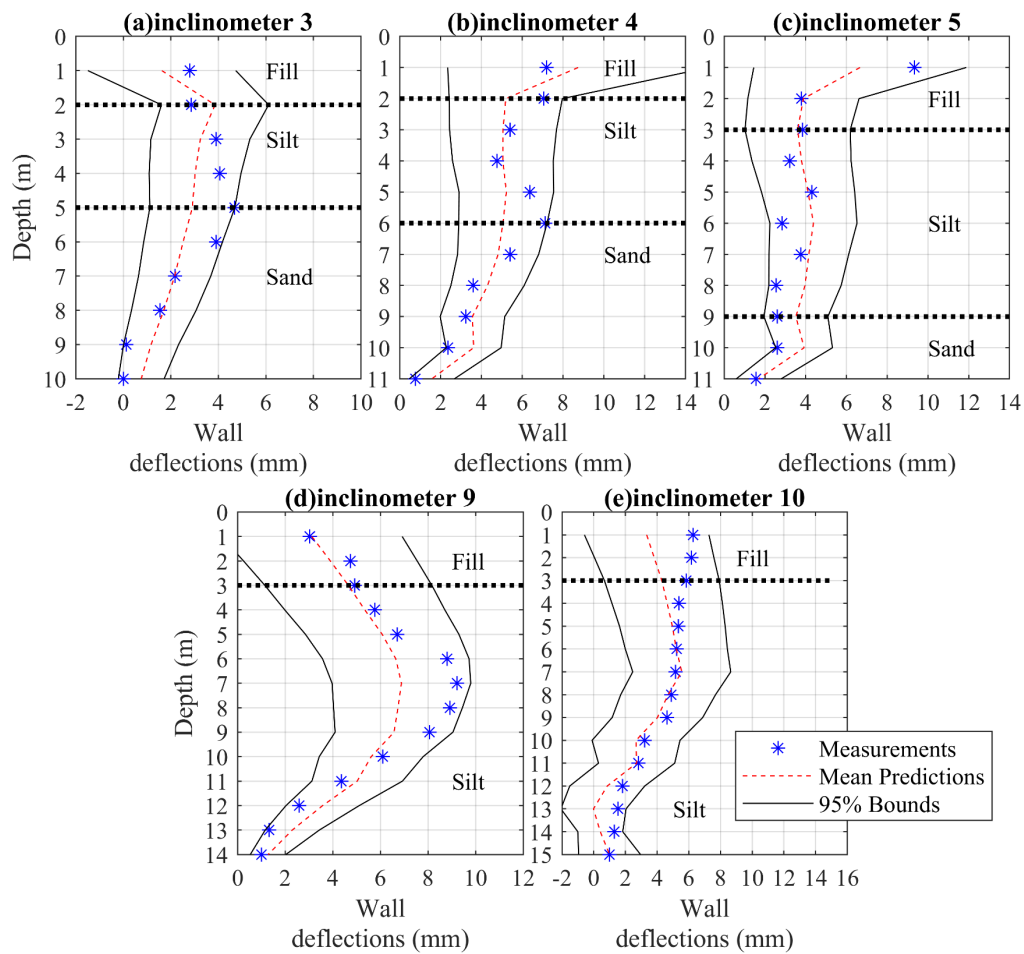 (a)inclinometer 3
(b)inclinometer 4
(c)inclinometer 5
0
1
2
3
4
5
6
7
8
9
10
Depth (m)
Fill
Silt
Sand
-2 0 2 4 6 8 10
Wall
deflections (mm)
0
1
2
3
4
5
6
7
8
9
10
11
Fill
Silt
Sand
0 2 4 6 8 10 12 14
Wall
deflections (mm)
0
1
2
3
4
5
6
7
8
9
10
11
Fill
Silt
Sand
0 2 4 6 8 10 12 14
Wall
deflections (mm)
(d)inclinometer 9
(e)inclinometer 10
0
1
2
3
4
5
6
7
8
9
10
11
12
13
14
Depth (m)
Fill
Silt
0 2 4 6 8 10 12
Wall
deflections (mm)
0
1
2
3
4
5
6
7
8
9
10
11
12
13
14
15
Fill
Silt
-2 0 2 4 6 8 10 12 14 16
Wall
deflections (mm)
Measurements
Mean Predictions
95% Bounds